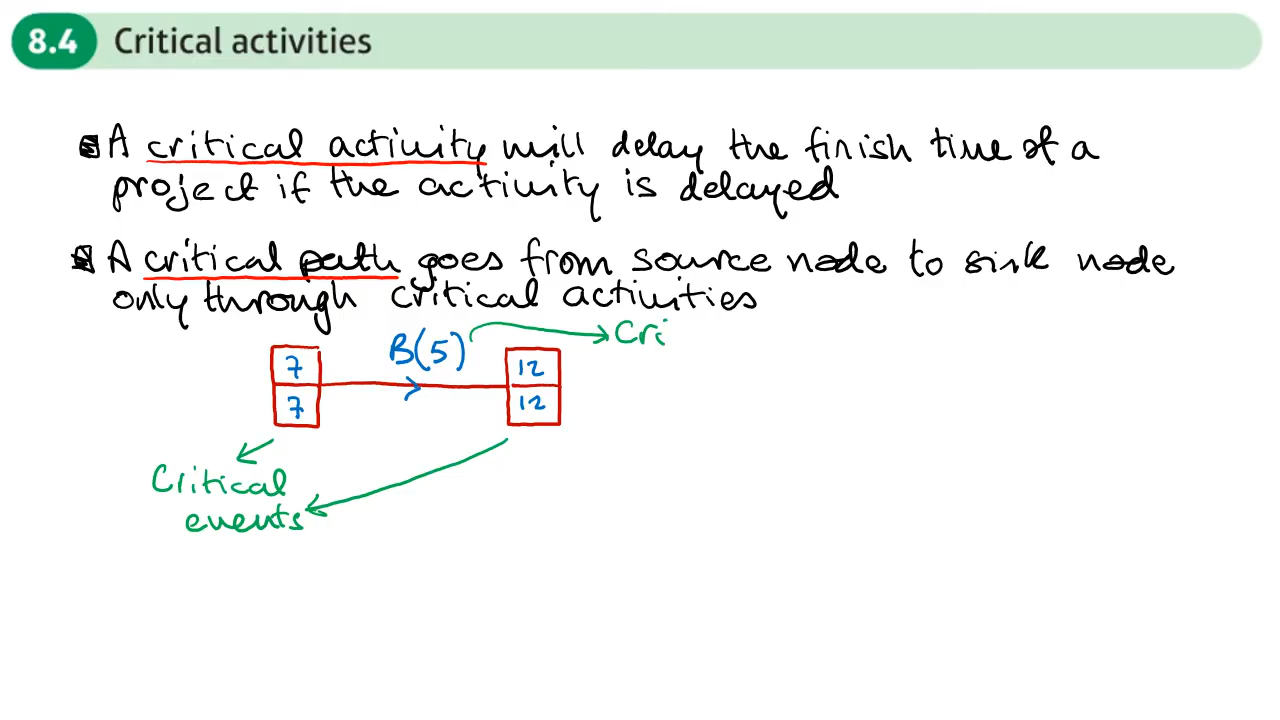 8.4 Critical activities
A critical activity will delay the finish time of a
project if the activity is delayed
A critical path goes from source node to sink node
only through critical activities
B(5) Cri
7 12
7 12
Critical
events